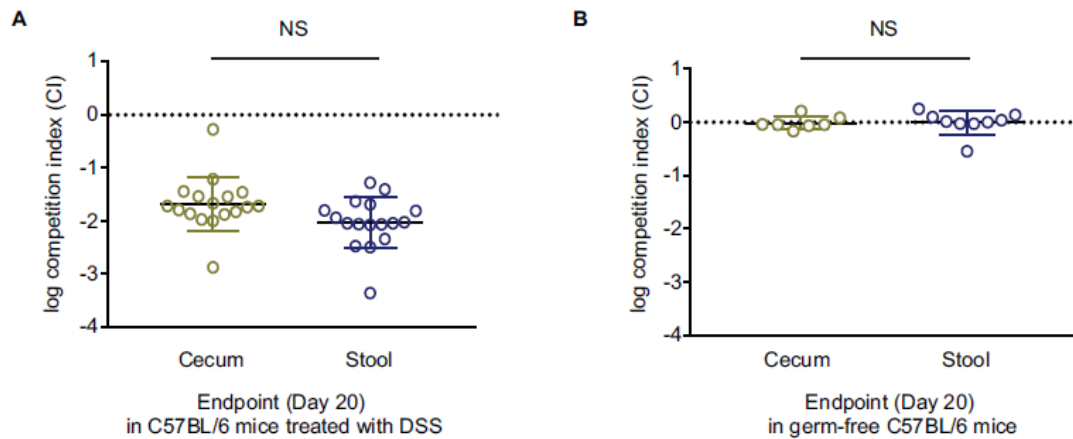 A
NS
log competition index (CI)
1
0
-1
-2
-3
-4
Cecum
Stool
Endpoint (Day 20)
in C57BL/6 mice treated with DSS
B
NS
log competition index (CI)
1
0
-1
-2
-3
-4
Cecum
Stool
Endpoint (Day 20)
in germ-free C57BL/6 mice